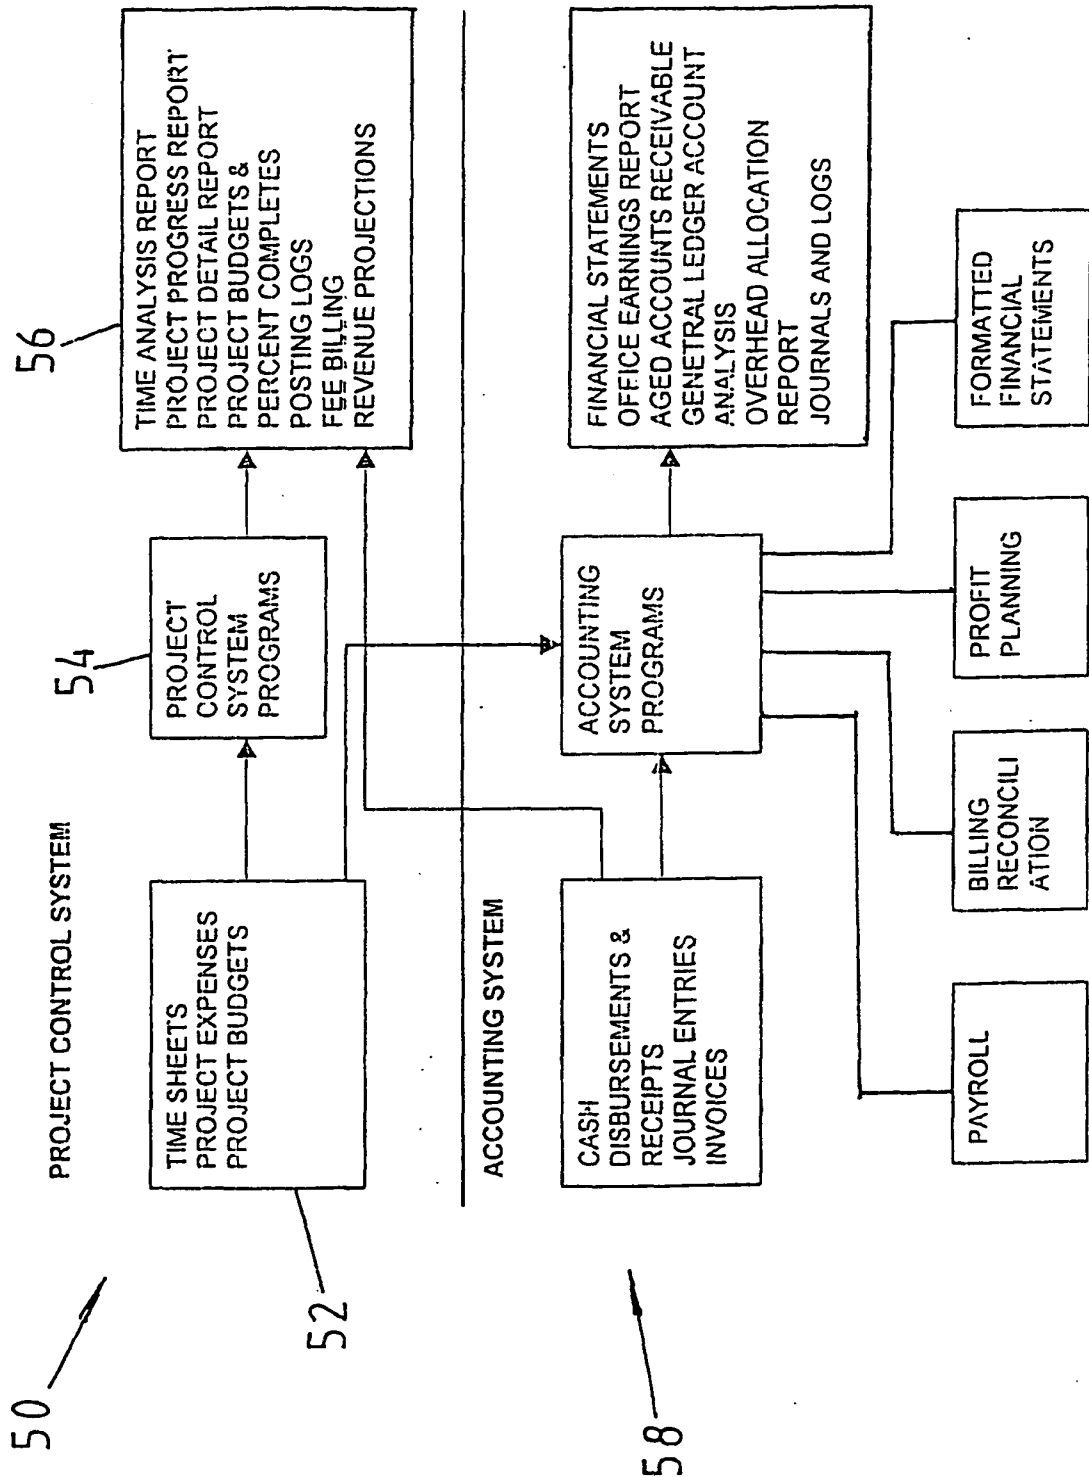 50
PROJECT CONTROL SYSTEM
52
TIME SHEETS
PROJECT EXPENSES
PROJECT BUDGETS
54
PROJECT
CONTROL
SYSTEM
PROGRAMS
56
TIME ANALYSIS REPORT
PROJECT PROGRESS REPORT
PROJECT DETAIL REPORT
PROJECT BUDGETS &
PERCENT COMPLETES
POSTING LOGS
FEE BILLING
REVENUE PROJECTIONS
ACCOUNTING SYSTEM
58
CASH
DISBURSEMENTS &
RECEIPTS
JOURNAL ENTRIES
INVOICES
ACCOUNTING
SYSTEM
PROGRAMS
FINANCIAL STATEMENTS
OFFICE EARNINGS REPORT
AGED ACCOUNTS RECEIVABLE
GENETRAL LEDGER ACCOUNT
ANALYSIS
OVERHEAD ALLOCATION
REPORT
JOURNALS AND LOGS
PAYROLL
BILLING
RECONCILI
ATION
PROFIT
PLANNING
FORMATTED
FINANCIAL
STATEMENTS